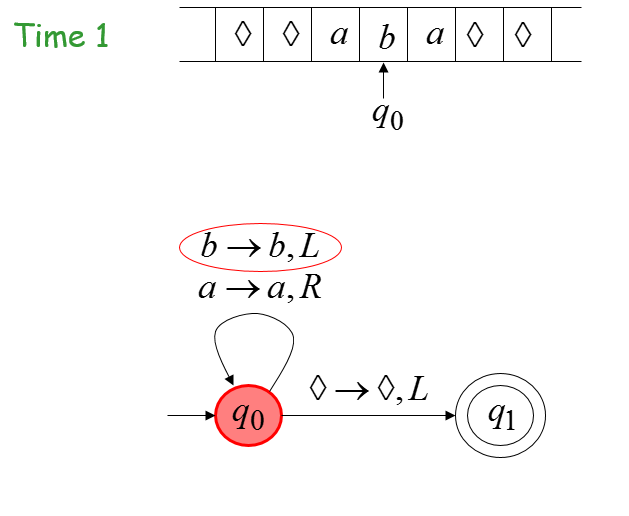 Time 1
◊ ◊ a b a ◊ ◊
q₀
b → b, L
a → a, R
◊ → ◊, L
q₀ q₁